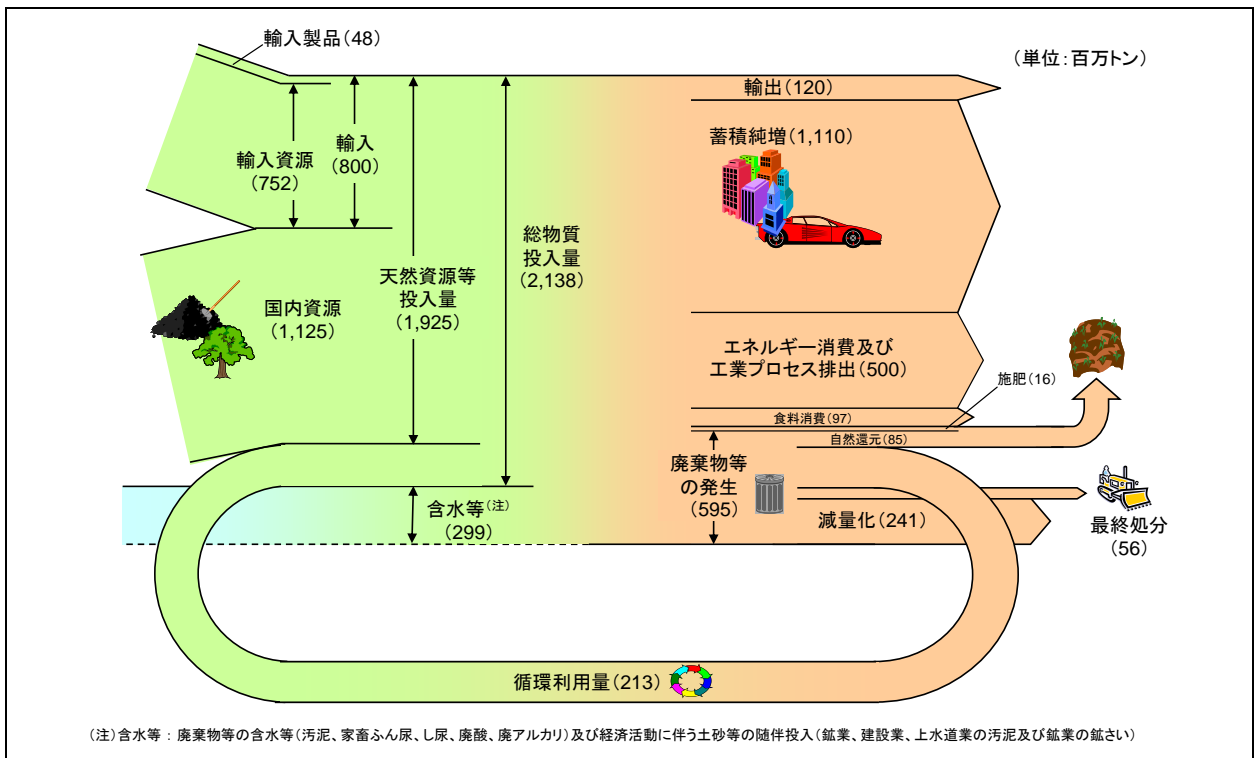 輸入製品(48)
(単位:百万トン)
輸出(120)
蓄積純増(1,110)
輸入
(800)
輸入資源
(752)
総物質
投入量
(2,138)
天然資源等
投入量
(1,925)
国内資源
(1,125)
エネルギー消費及び
工業プロセス排出(500)
施肥(16)
食料消費(97)
自然還元(85)
廃棄物等
の発生
(595)
含水等(注)
(299)
減量化(241)
最終処分
(56)
循環利用量(213)
(注)含水等:廃棄物等の含水等(汚泥、家畜ふん尿、し尿、廃酸、廃アルカリ)及び経済活動に伴う土砂等の随伴投入(鉱業、建設業、上水道業の汚泥及び鉱業の鉱さい)